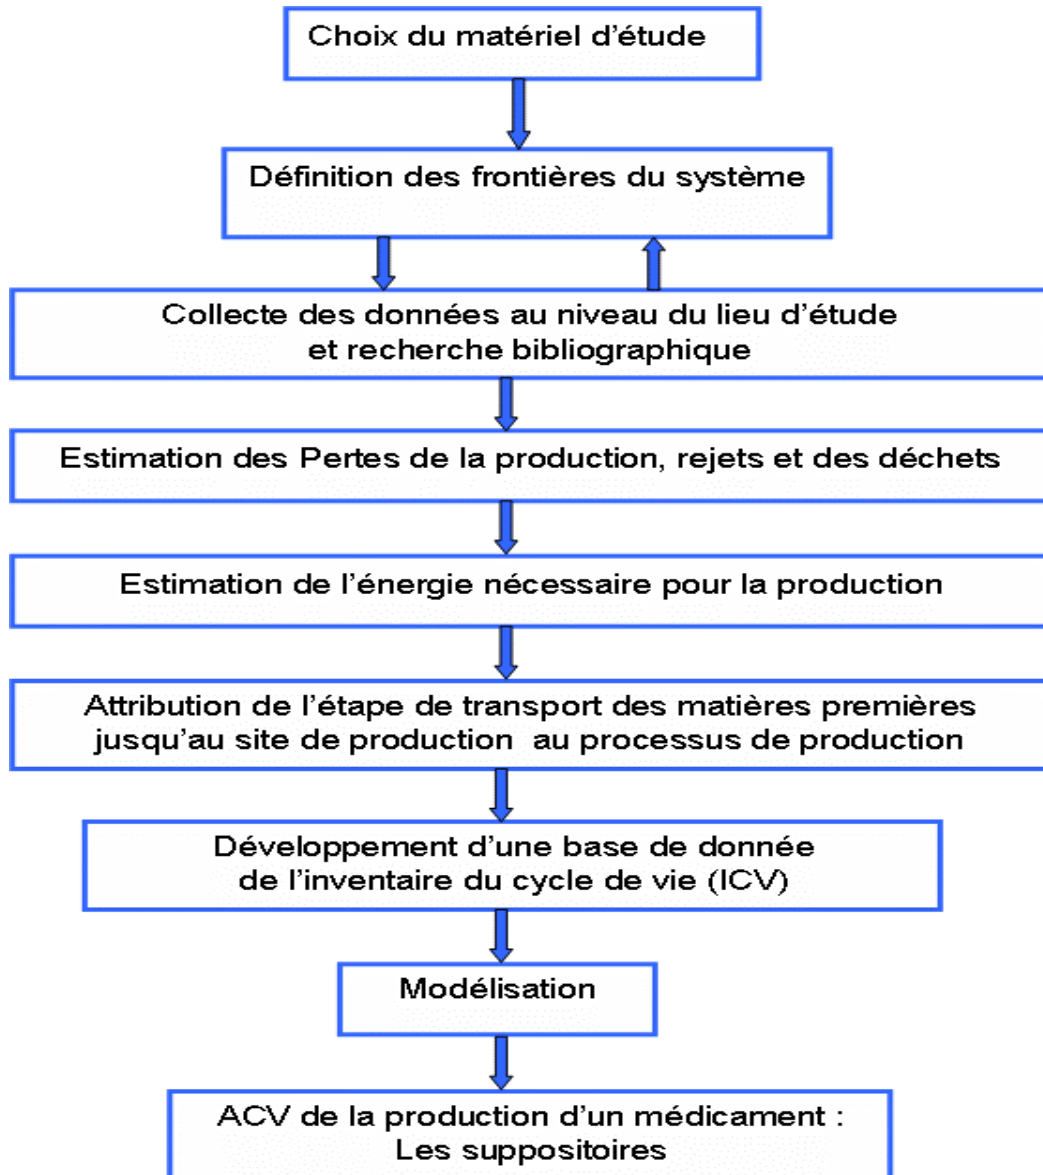 Choix du matériel d'étude
Définition des frontières du système
Collecte des données au niveau du lieu d'étude
et recherche bibliographique
Estimation des Pertes de la production, rejets et des déchets
Estimation de l'énergie nécessaire pour la production
Attribution de l'étape de transport des matières premières
jusqu'au site de production au processus de production
Développement d'une base de donnée
de l'inventaire du cycle de vie (ICV)
Modélisation
ACV de la production d'un médicament :
Les suppositoires